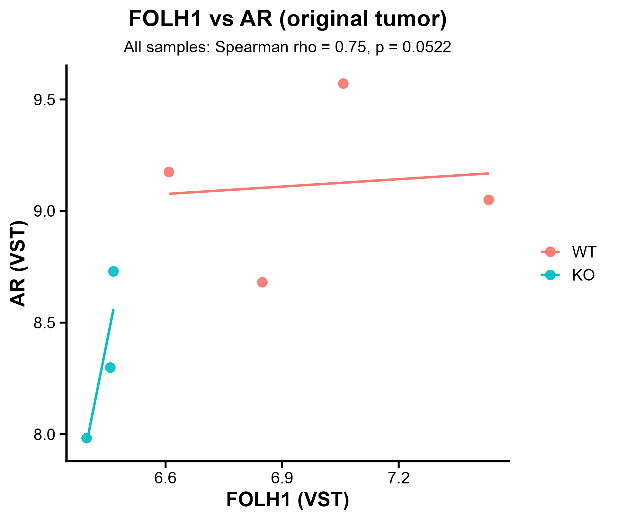 FOLH1 vs AR (original tumor)
All samples: Spearman rho = 0.75, p = 0.0522
9.5
9.0
8.5
8.0
AR (VST)
6.6 6.9 7.2
FOLH1 (VST)
WT
KO